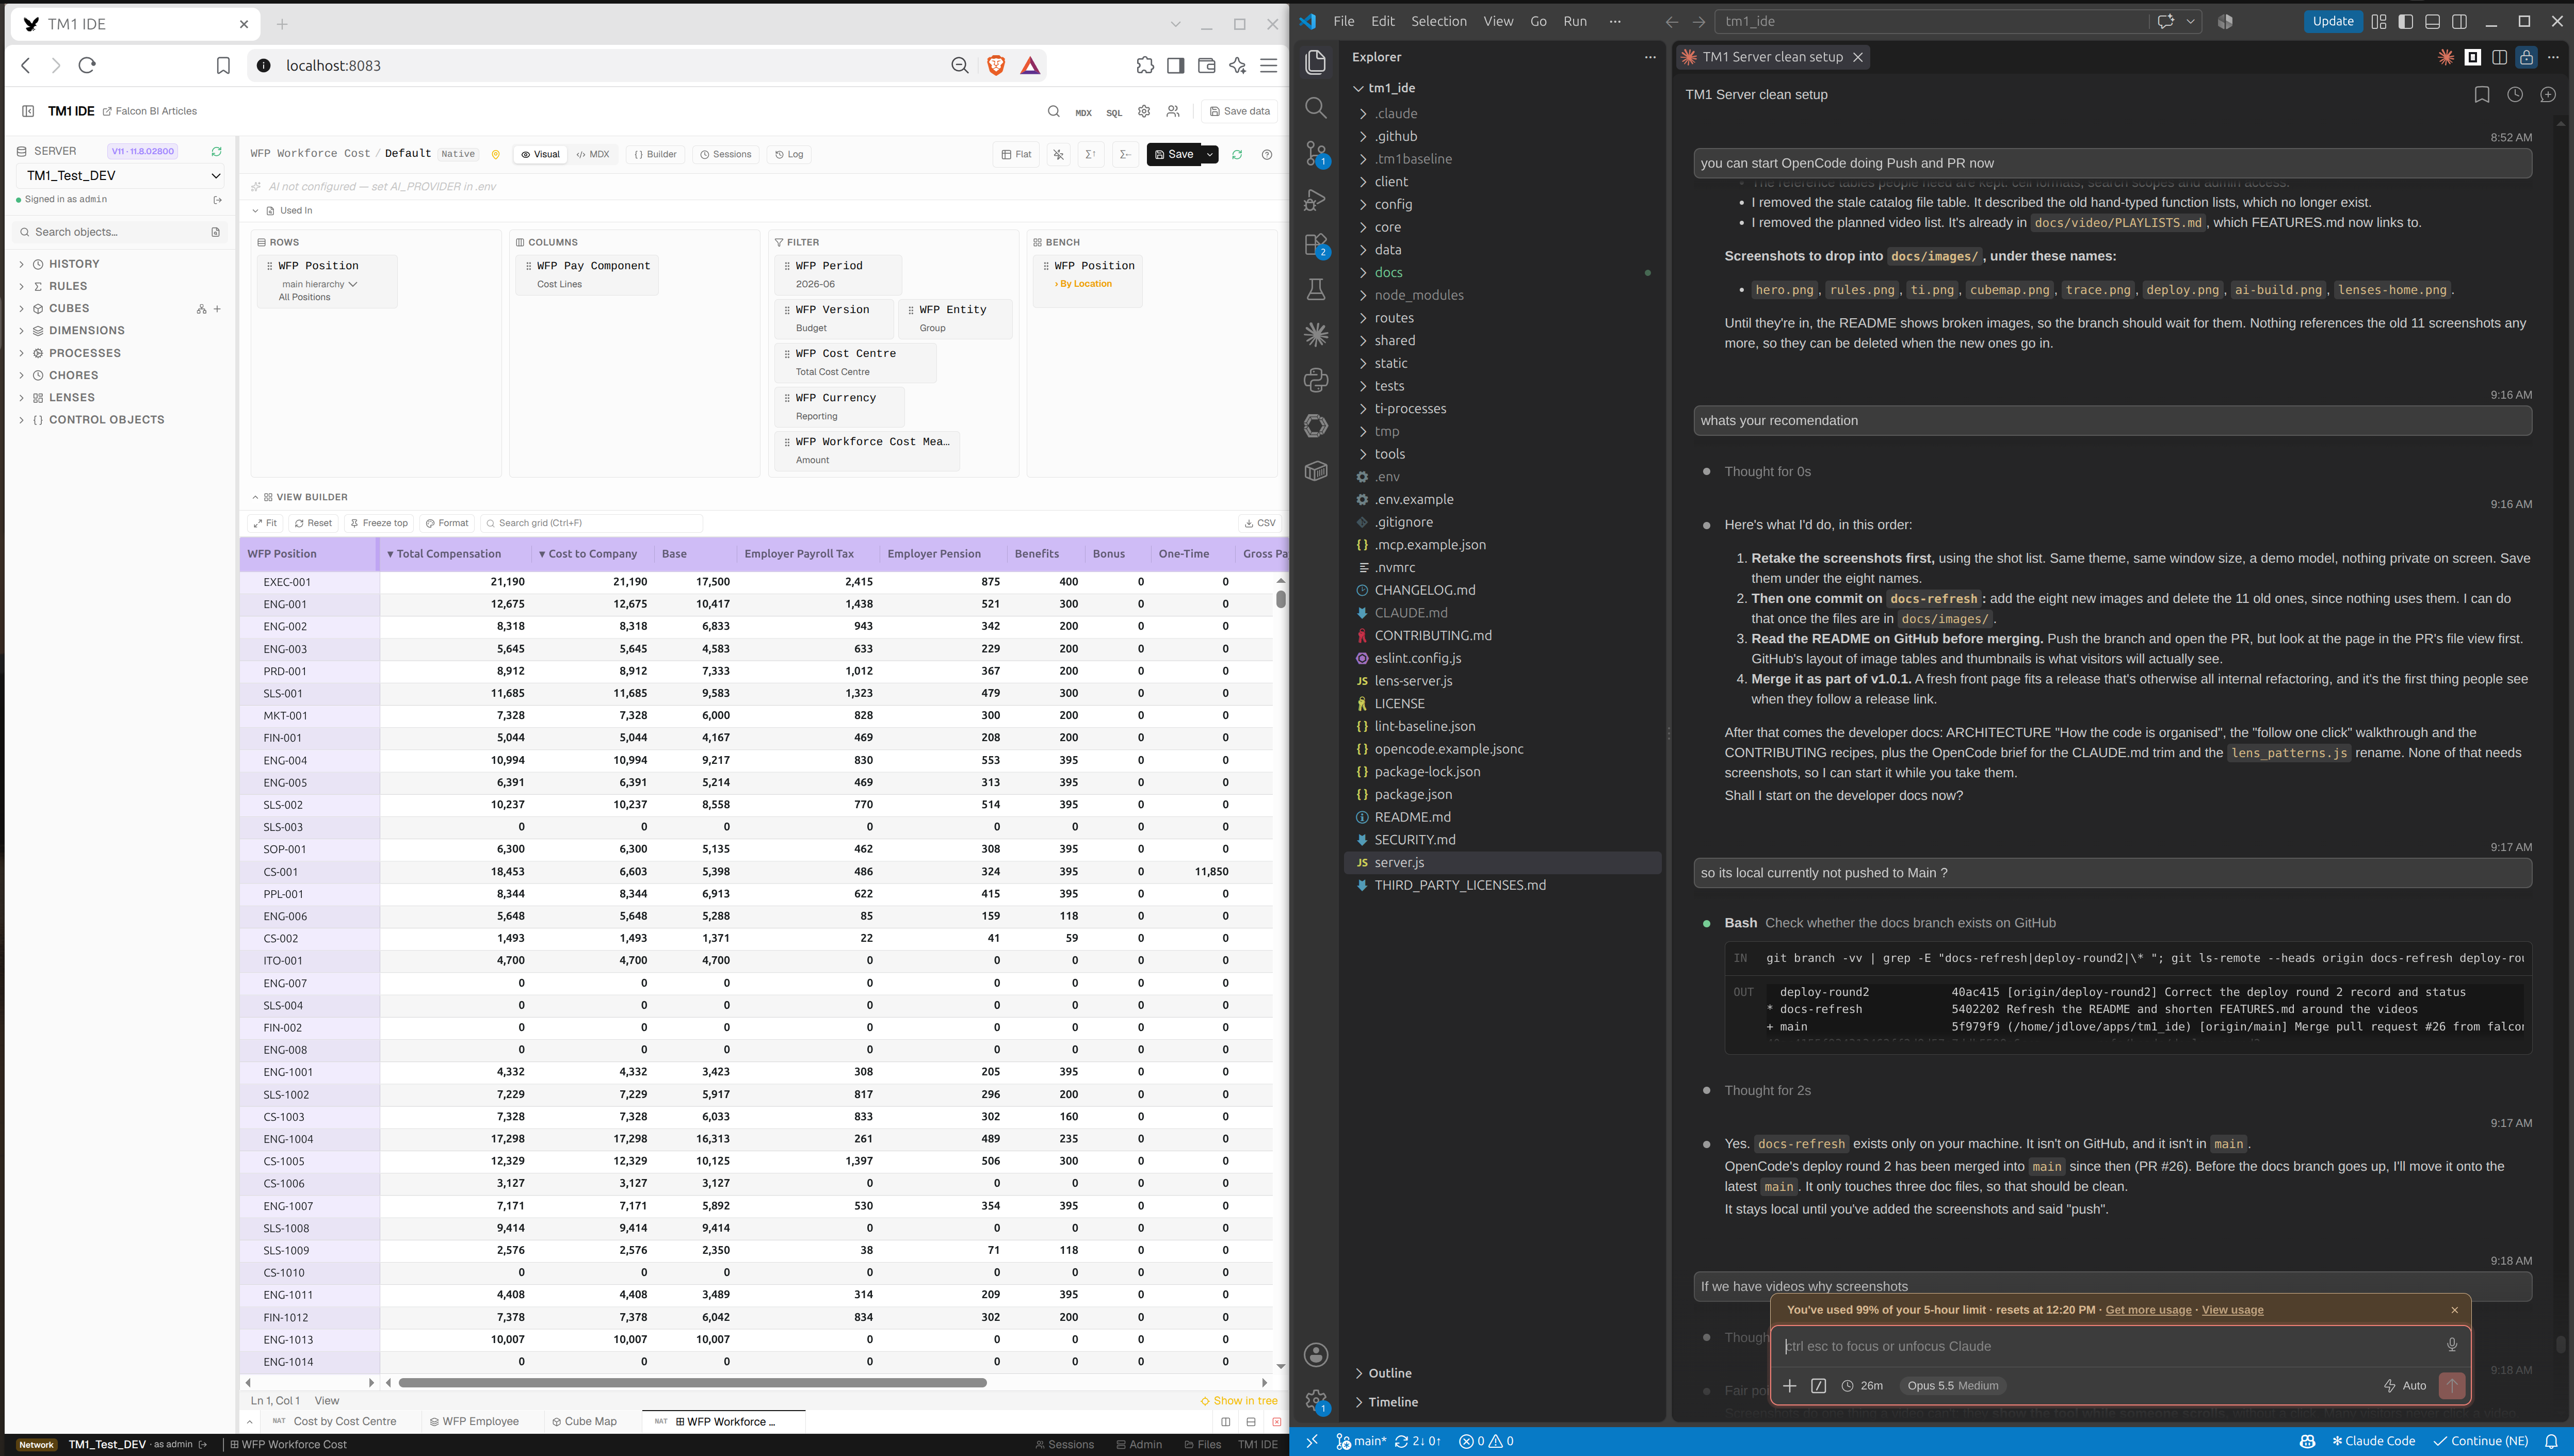 TM1 IDE
localhost:8083
TM1 IDE Falcon BI Articles
MDX SQL Save data
SERVER V11 · 11.8.02800
TM1_Test_DEV
Signed in as admin
Search objects...
HISTORY
RULES
CUBES
DIMENSIONS
PROCESSES
CHORES
LENSES
CONTROL OBJECTS
WFP Workforce Cost / Default Native Visual MDX Builder Sessions Log Flat Save
AI not configured — set AI_PROVIDER in .env
Used In
ROWS
WFP Position
main hierarchy
All Positions
COLUMNS
WFP Pay Component
Cost Lines
FILTER
WFP Period
2026-06
WFP Version
Budget
WFP Entity
Group
WFP Cost Centre
Total Cost Centre
WFP Currency
Reporting
WFP Workforce Cost Mea…
Amount
BENCH
WFP Position
› By Location
VIEW BUILDER
Fit Reset Freeze top Format Search grid (Ctrl+F) CSV
WFP Position ▾ Total Compensation ▾ Cost to Company Base Employer Payroll Tax Employer Pension Benefits Bonus One-Time Gross Pa
EXEC-001 21,190 21,190 17,500 2,415 875 400 0 0
ENG-001 12,675 12,675 10,417 1,438 521 300 0 0
ENG-002 8,318 8,318 6,833 943 342 200 0 0
ENG-003 5,645 5,645 4,583 633 229 200 0 0
PRD-001 8,912 8,912 7,333 1,012 367 200 0 0
SLS-001 11,685 11,685 9,583 1,323 479 300 0 0
MKT-001 7,328 7,328 6,000 828 300 200 0 0
FIN-001 5,044 5,044 4,167 469 208 200 0 0
ENG-004 10,994 10,994 9,217 830 553 395 0 0
ENG-005 6,391 6,391 5,214 469 313 395 0 0
SLS-002 10,237 10,237 8,558 770 514 395 0 0
SLS-003 0 0 0 0 0 0 0 0
SOP-001 6,300 6,300 5,135 462 308 395 0 0
CS-001 18,453 6,603 5,398 486 324 395 0 11,850
PPL-001 8,344 8,344 6,913 622 415 395 0 0
ENG-006 5,648 5,648 5,288 85 159 118 0 0
CS-002 1,493 1,493 1,371 22 41 59 0 0
ITO-001 4,700 4,700 4,700 0 0 0 0 0
ENG-007 0 0 0 0 0 0 0 0
SLS-004 0 0 0 0 0 0 0 0
FIN-002 0 0 0 0 0 0 0 0
ENG-008 0 0 0 0 0 0 0 0
ENG-1001 4,332 4,332 3,423 308 205 395 0 0
SLS-1002 7,229 7,229 5,917 817 296 200 0 0
CS-1003 7,328 7,328 6,033 833 302 160 0 0
ENG-1004 17,298 17,298 16,313 261 489 235 0 0
CS-1005 12,329 12,329 10,125 1,397 506 300 0 0
CS-1006 3,127 3,127 3,127 0 0 0 0 0
ENG-1007 7,171 7,171 5,892 530 354 395 0 0
SLS-1008 9,414 9,414 9,414 0 0 0 0 0
SLS-1009 2,576 2,576 2,350 38 71 118 0 0
CS-1010 0 0 0 0 0 0 0 0
ENG-1011 4,408 4,408 3,489 314 209 395 0 0
FIN-1012 7,378 7,378 6,042 834 302 200 0 0
ENG-1013 10,007 10,007 10,007 0 0 0 0 0
ENG-1014 0 0 0 0 0 0 0 0
Ln 1, Col 1 View Show in tree
NAT Cost by Cost Centre WFP Employee Cube Map NAT WFP Workforce ...
Network TM1_Test_DEV · as admin WFP Workforce Cost Sessions Admin Files TM1 IDE
File Edit Selection View Go Run ··· tm1_ide Update
Explorer
tm1_ide
.claude
.github
.tm1baseline
client
config
core
data
docs
node_modules
routes
shared
static
tests
ti-processes
tmp
tools
.env
.env.example
.gitignore
.mcp.example.json
.nvmrc
CHANGELOG.md
CLAUDE.md
CONTRIBUTING.md
eslint.config.js
JS lens-server.js
LICENSE
lint-baseline.json
opencode.example.jsonc
package-lock.json
package.json
README.md
SECURITY.md
JS server.js
THIRD_PARTY_LICENSES.md
Outline
Timeline
1
2
1
TM1 Server clean setup
TM1 Server clean setup
8:52 AM
you can start OpenCode doing Push and PR now
The reference tables people need are kept: cell formats, search scopes and admin access.
I removed the stale catalog file table. It described the old hand-typed function lists, which no longer exist.
I removed the planned video list. It's already in docs/video/PLAYLISTS.md, which FEATURES.md now links to.
Screenshots to drop into docs/images/, under these names:
hero.png, rules.png, ti.png, cubemap.png, trace.png, deploy.png, ai-build.png, lenses-home.png.
Until they're in, the README shows broken images, so the branch should wait for them. Nothing references the old 11 screenshots any
more, so they can be deleted when the new ones go in.
9:16 AM
whats your recomendation
Thought for 0s
9:16 AM
Here's what I'd do, in this order:
1. Retake the screenshots first, using the shot list. Same theme, same window size, a demo model, nothing private on screen. Save
them under the eight names.
2. Then one commit on docs-refresh: add the eight new images and delete the 11 old ones, since nothing uses them. I can do
that once the files are in docs/images/.
3. Read the README on GitHub before merging. Push the branch and open the PR, but look at the page in the PR's file view first.
GitHub's layout of image tables and thumbnails is what visitors will actually see.
4. Merge it as part of v1.0.1. A fresh front page fits a release that's otherwise all internal refactoring, and it's the first thing people see
when they follow a release link.
After that comes the developer docs: ARCHITECTURE "How the code is organised", the "follow one click" walkthrough and the
CONTRIBUTING recipes, plus the OpenCode brief for the CLAUDE.md trim and the lens_patterns.js rename. None of that needs
screenshots, so I can start it while you take them.
Shall I start on the developer docs now?
9:17 AM
so its local currently not pushed to Main ?
Bash Check whether the docs branch exists on GitHub
IN git branch -vv | grep -E "docs-refresh|deploy-round2|\* "; git ls-remote --heads origin docs-refresh deploy-rou
OUT deploy-round2 40ac415 [origin/deploy-round2] Correct the deploy round 2 record and status
* docs-refresh 5402202 Refresh the README and shorten FEATURES.md around the videos
+ main 5f979f9 (/home/jdlove/apps/tm1_ide) [origin/main] Merge pull request #26 from falcon
Thought for 2s
9:17 AM
Yes. docs-refresh exists only on your machine. It isn't on GitHub, and it isn't in main.
OpenCode's deploy round 2 has been merged into main since then (PR #26). Before the docs branch goes up, I'll move it onto the
latest main. It only touches three doc files, so that should be clean.
It stays local until you've added the screenshots and said "push".
9:18 AM
If we have videos why screenshots
Though
You've used 99% of your 5-hour limit · resets at 12:20 PM · Get more usage · View usage
ctrl esc to focus or unfocus Claude
9:18 AM
26m Opus 5.5 Medium Auto
Fair po
main* 2↓ 0↑ 0 0 Claude Code Continue (NE)